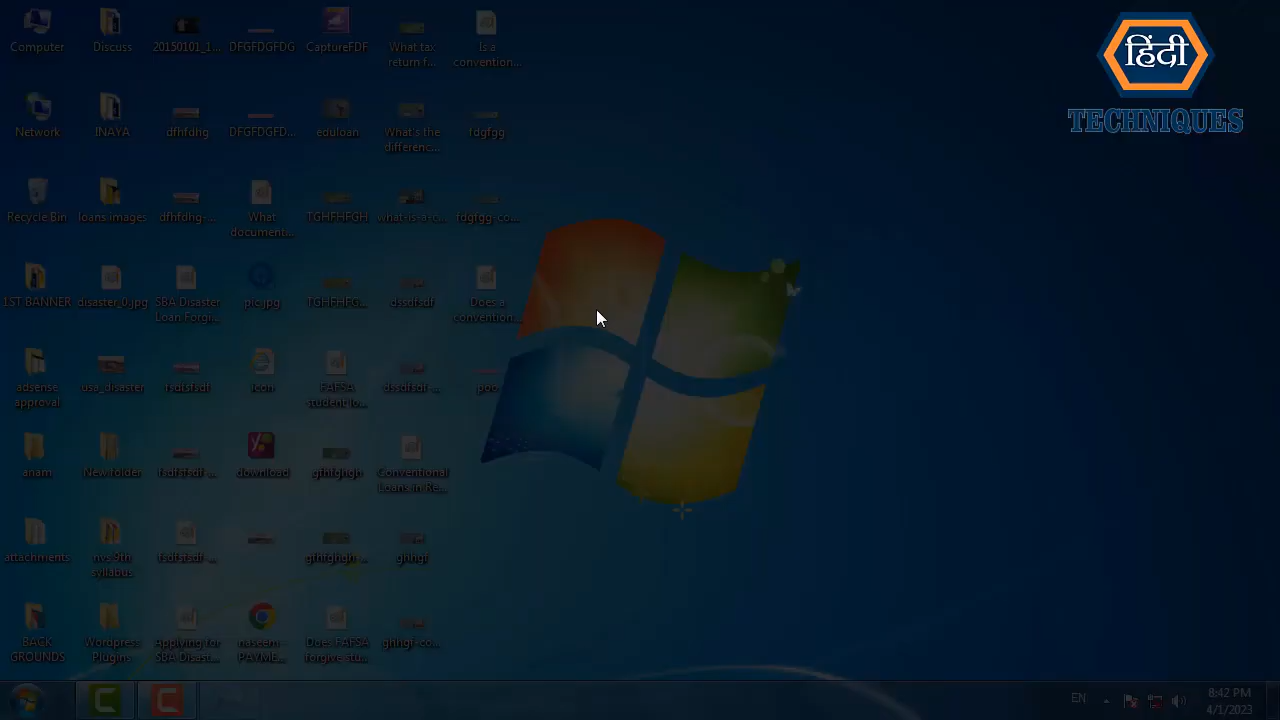 Computer
Discuss
20150101_1...
DFGFDGFDG
CaptureFDF
What tax
return f...
Is a
convention...
हिंदी
TECHNIQUES
Network
INAYA
dfhfdhg
DFGFDGFD...
eduloan
What's the
differenc...
fdgfgg
Recycle Bin
loans images
dfhfdhg-...
What
document...
TGHFHFGH
what-is-a-c...
fdgfgg-co...
1ST BANNER
disaster_0.jpg
SBA Disaster
Loan Forgi...
pic.jpg
TGHFHFG...
dssdfsdf
Does a
convention...
adsense
approval
usa_disaster
fsdfsfsdf
icon
FAFSA
student lo...
dssdfsdf-...
poo
anam
New folder
fsdfsfsdf-...
download
gfhfghgh
Conventional
Loans in Re...
attachments
nvs 9th
syllabus
fsdfsfsdf-...
gfhfghgh-...
ghhgf
BACK
GROUNDS
Wordpress
Plugins
Applying for
SBA Disast...
naseem -
PAYME...
Does FAFSA
forgive stu...
ghhgf-co...
EN
8:42 PM
4/1/2023